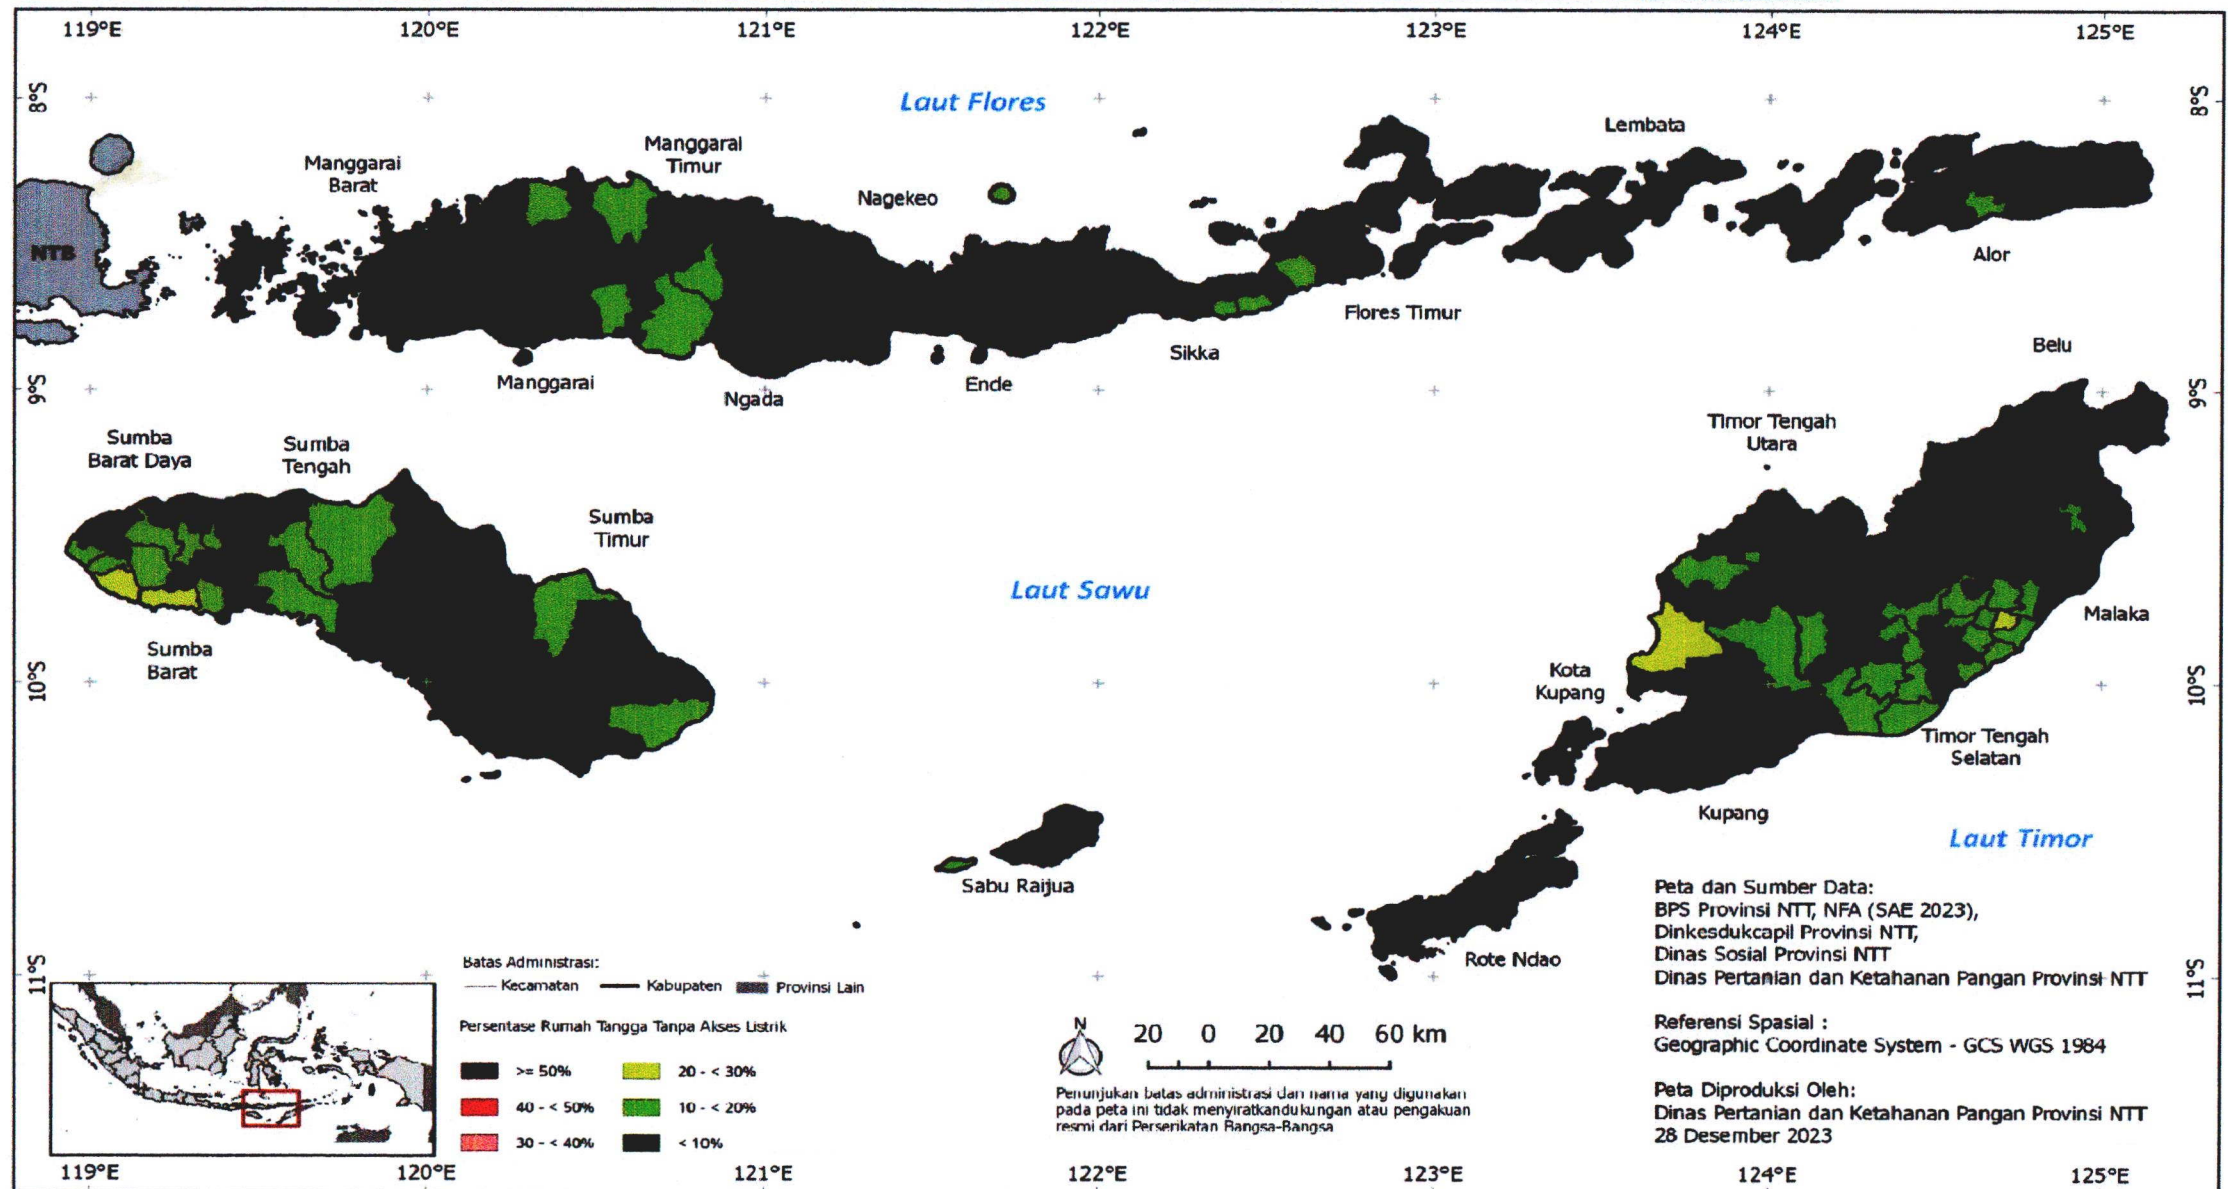 119°E 120°E 121°E 122°E 123°E 124°E 125°E
8°S
8°S
Laut Flores
Lembata
Manggarai
Timur
Manggarai
Barat
Nagekeo
NTB
Alor
Flores Timur
Sikka
Belu
Manggarai
Ende
Ngada
9°S
9°S
Timor Tengah
Utara
Sumba
Barat Daya
Sumba
Tengah
Sumba
Timur
Laut Sawu
Malaka
Sumba
Barat
Kota
Kupang
10°S
10°S
Timor Tengah
Selatan
Kupang
Laut Timor
Sabu Raijua
Rote Ndao
11°S
11°S
Batas Administrasi:
Kecamatan Kabupaten Provinsi Lain
Persentase Rumah Tangga Tanpa Akses Listrik
>= 50% 20 - < 30%
40 - < 50% 10 - < 20%
30 - < 40% < 10%
N
20 0 20 40 60 km
Penunjukan batas administrasi dan nama yang digunakan
pada peta ini tidak menyiratkandukungan atau pengakuan
resmi dari Perserikatan Bangsa-Bangsa
Peta dan Sumber Data:
BPS Provinsi NTT, NFA (SAE 2023),
Dinkesdukcapil Provinsi NTT,
Dinas Sosial Provinsi NTT
Dinas Pertanian dan Ketahanan Pangan Provinsi NTT
Referensi Spasial :
Geographic Coordinate System - GCS WGS 1984
Peta Diproduksi Oleh:
Dinas Pertanian dan Ketahanan Pangan Provinsi NTT
28 Desember 2023
119°E 120°E 121°E 122°E 123°E 124°E 125°E